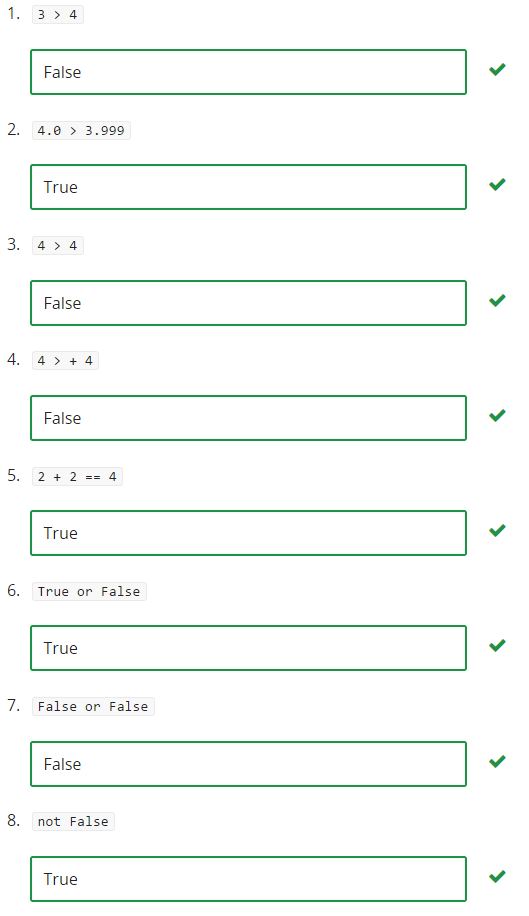 1. 3 > 4
False
2. 4.0 > 3.999
True
3. 4 > 4
False
4. 4 > + 4
False
5. 2 + 2 == 4
True
6. True or False
True
7. False or False
False
8. not False
True